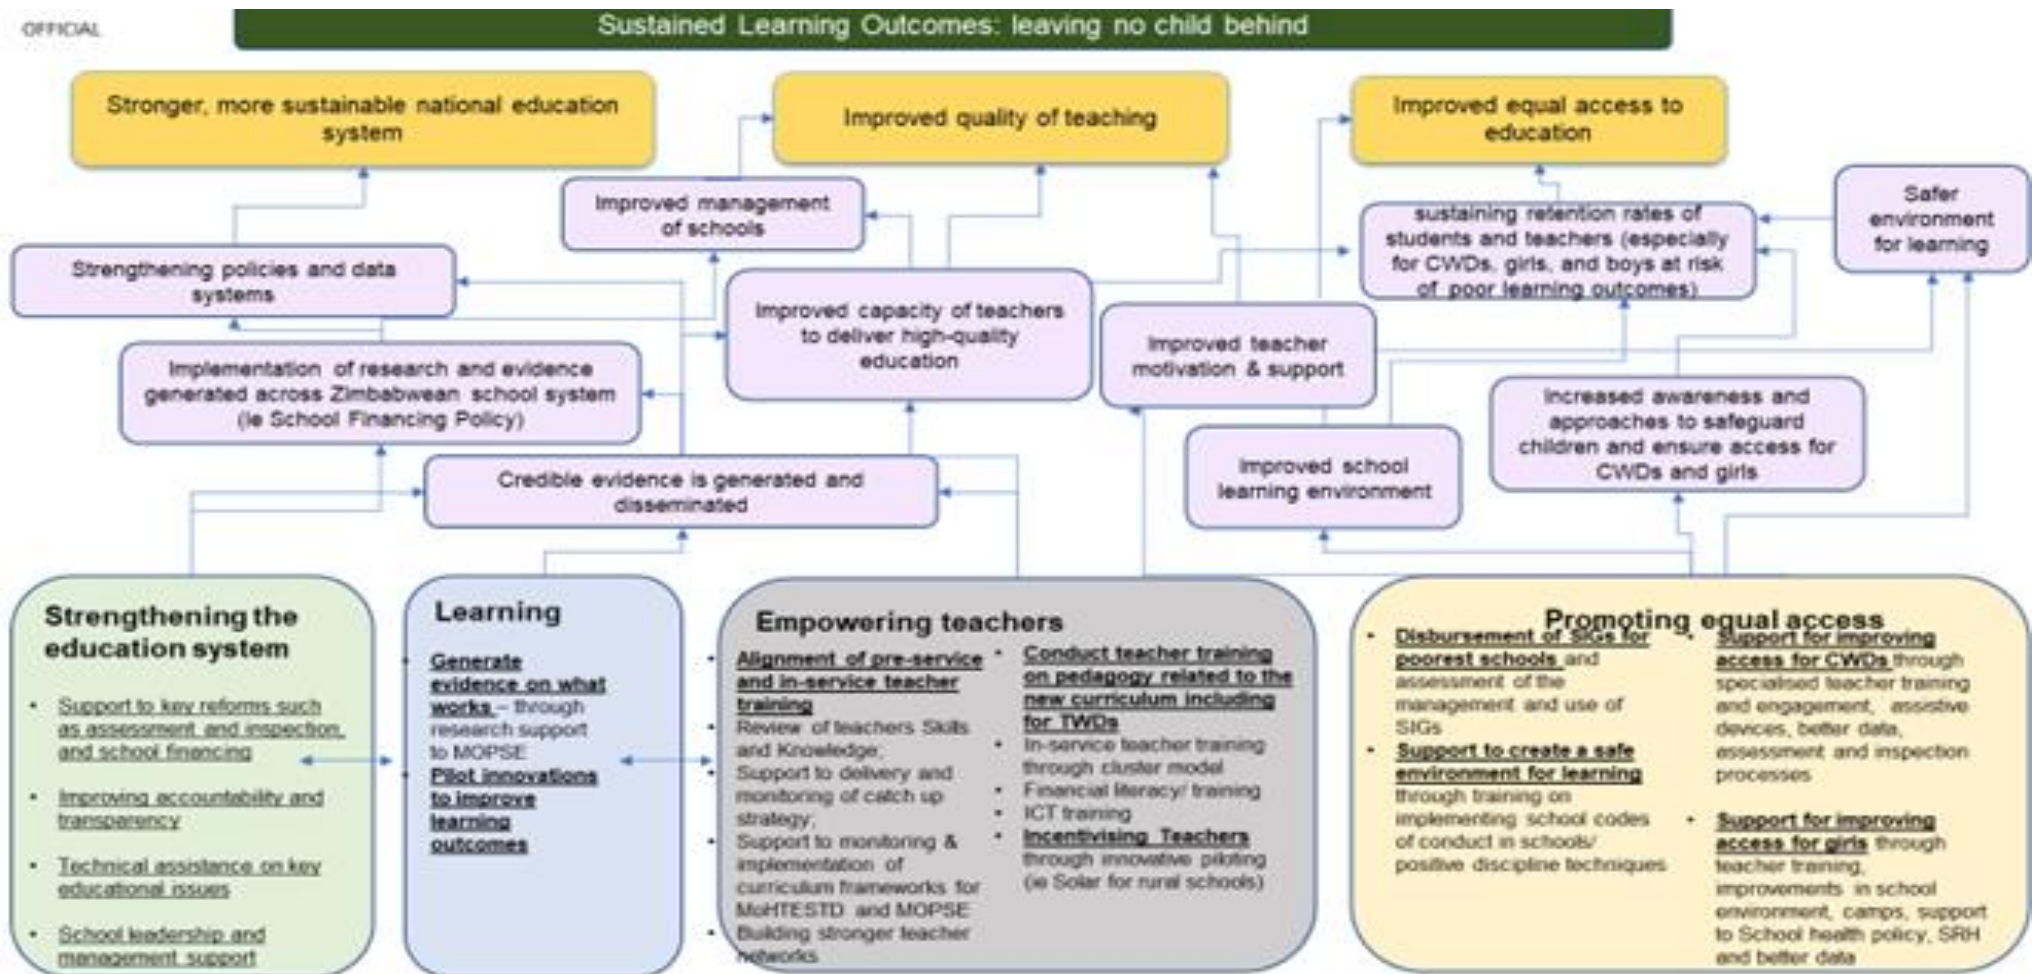 OFFICIAL
Sustained Learning Outcomes: leaving no child behind
Stronger, more sustainable national education
system
Improved quality of teaching
Improved equal access to
education
Improved management
of schools
sustaining retention rates of
students and teachers (especially
for CWDs, girls, and boys at risk
of poor learning outcomes)
Safer
environment
for learning
Strengthening policies and data
systems
Improved capacity of teachers
to deliver high-quality
education
Improved teacher
motivation & support
Implementation of research and evidence
generated across Zimbabwean school system
(ie School Financing Policy)
Increased awareness and
approaches to safeguard
children and ensure access for
CWDs and girls
Credible evidence is generated and
disseminated
Improved school
learning environment
Strengthening the
education system
• Support to key reforms such
as assessment and inspection,
and school financing
• Improving accountability and
transparency
• Technical assistance on key
educational issues
• School leadership and
management support
Learning
• Generate
evidence on what
works – through
research support
to MOPSE
• Pilot innovations
to improve
learning
outcomes
Empowering teachers
• Alignment of pre-service
and in-service teacher
training
• Review of teachers Skills
and Knowledge;
• Support to delivery and
monitoring of catch up
strategy;
• Support to monitoring &
implementation of
curriculum frameworks for
MoHTESTD and MOPSE
• Building stronger teacher
networks
• Conduct teacher training
on pedagogy related to the
new curriculum including
for TWDs
• In-service teacher training
through cluster model
• Financial literacy/ training
• ICT training
• Incentivising Teachers
through innovative piloting
(ie Solar for rural schools)
Promoting equal access
• Disbursement of SIGs for
poorest schools and
assessment of the
management and use of
SIGs
• Support to create a safe
environment for learning
through training on
implementing school codes
of conduct in schools/
positive discipline techniques
• Support for improving
access for CWDs through
specialised teacher training
and engagement, assistive
devices, better data,
assessment and inspection
processes
• Support for improving
access for girls through
teacher training,
improvements in school
environment, camps, support
to School health policy, SRH
and better data